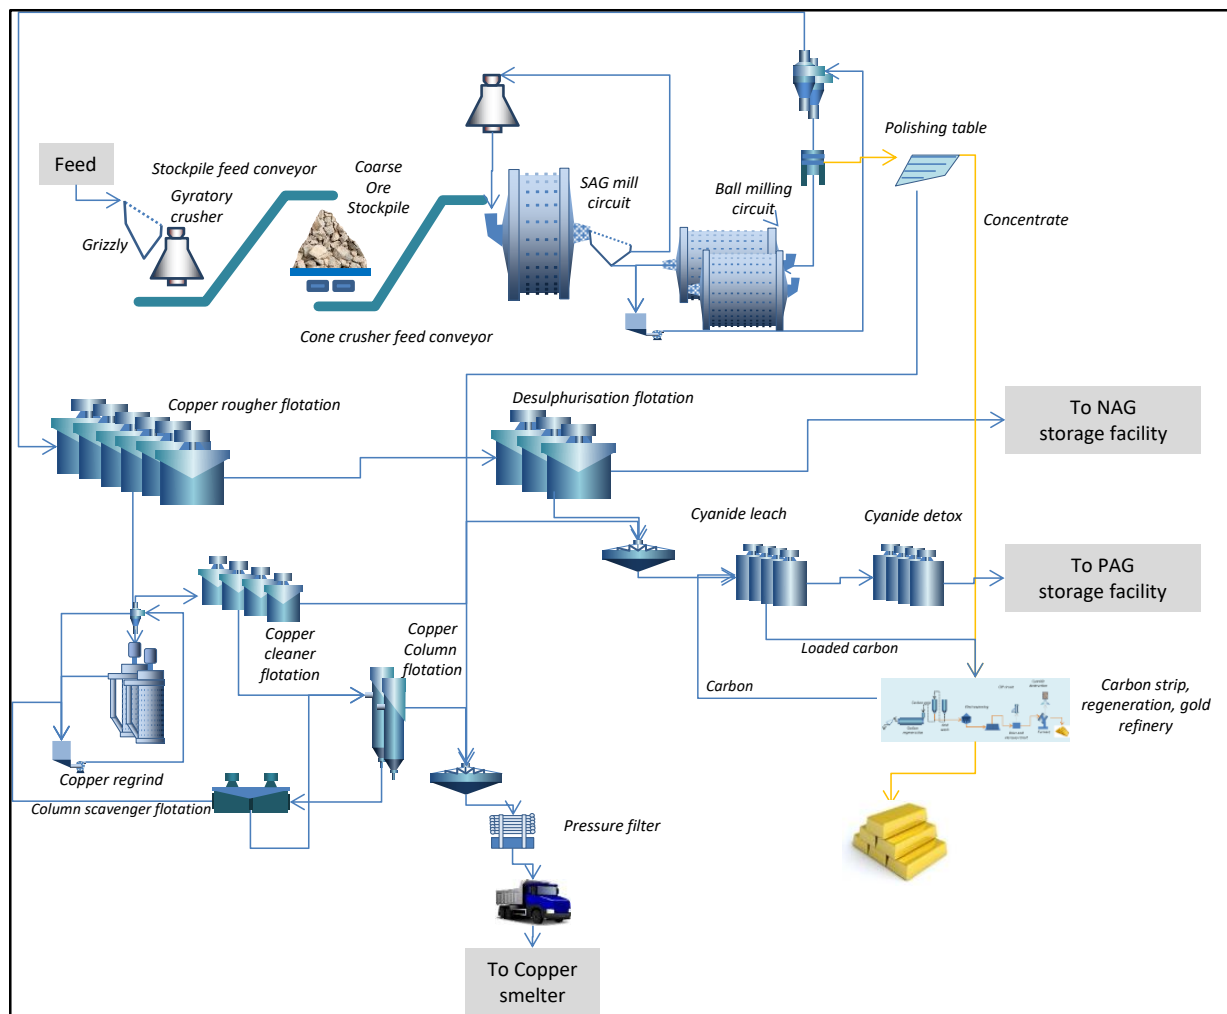 Feed
Stockpile feed conveyor
Gyratory
crusher
Grizzly
Coarse
Ore
Stockpile
Cone crusher feed conveyor
SAG mill
circuit
Ball milling
circuit
Polishing table
Concentrate
Copper rougher flotation
Desulphurisation flotation
To NAG
storage facility
Cyanide leach
Cyanide detox
To PAG
storage facility
Copper
cleaner
flotation
Copper
Column
flotation
Loaded carbon
Carbon
Carbon strip,
regeneration, gold
refinery
Copper regrind
Column scavenger flotation
Pressure filter
To Copper
smelter